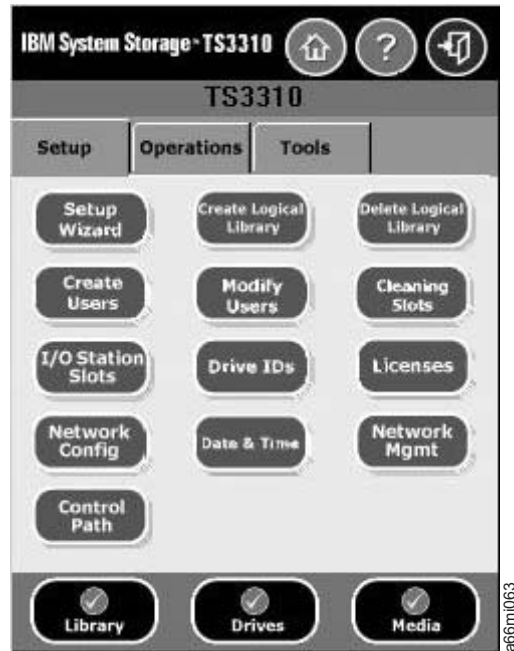 IBM System Storage™ TS3310
?
TS3310
Setup Operations Tools
Setup Wizard
Create Logical Library
Delete Logical Library
Create Users
Modify Users
Cleaning Slots
I/O Station Slots
Drive IDs
Licenses
Network Config
Date & Time
Network Mgmt
Control Path
Library
Drives
Media
a66mi063